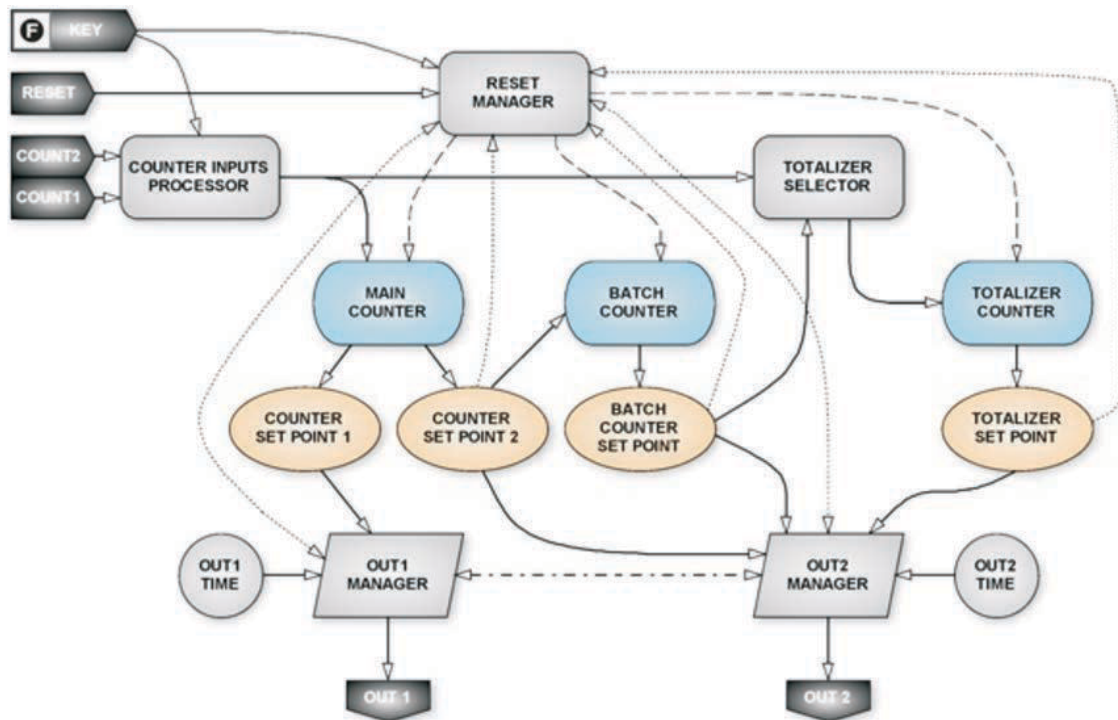 F KEY
RESET
MANAGER
RESET
COUNT2
COUNT1
COUNTER INPUTS
PROCESSOR
TOTALIZER
SELECTOR
MAIN
COUNTER
BATCH
COUNTER
TOTALIZER
COUNTER
COUNTER
SET POINT 1
COUNTER
SET POINT 2
BATCH
COUNTER
SET POINT
TOTALIZER
SET POINT
OUT1
TIME
OUT1
MANAGER
OUT2
MANAGER
OUT2
TIME
OUT 1
OUT 2